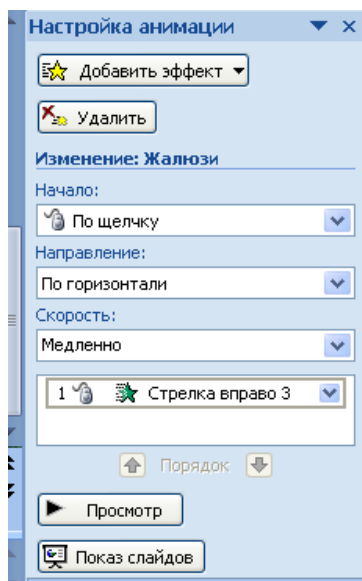 Настройка анимации
Добавить эффект
Удалить
Изменение: Жалюзи
Начало:
По щелчку
Направление:
По горизонтали
Скорость:
Медленно
1 Стрелка вправо 3
Порядок
Просмотр
Показ слайдов